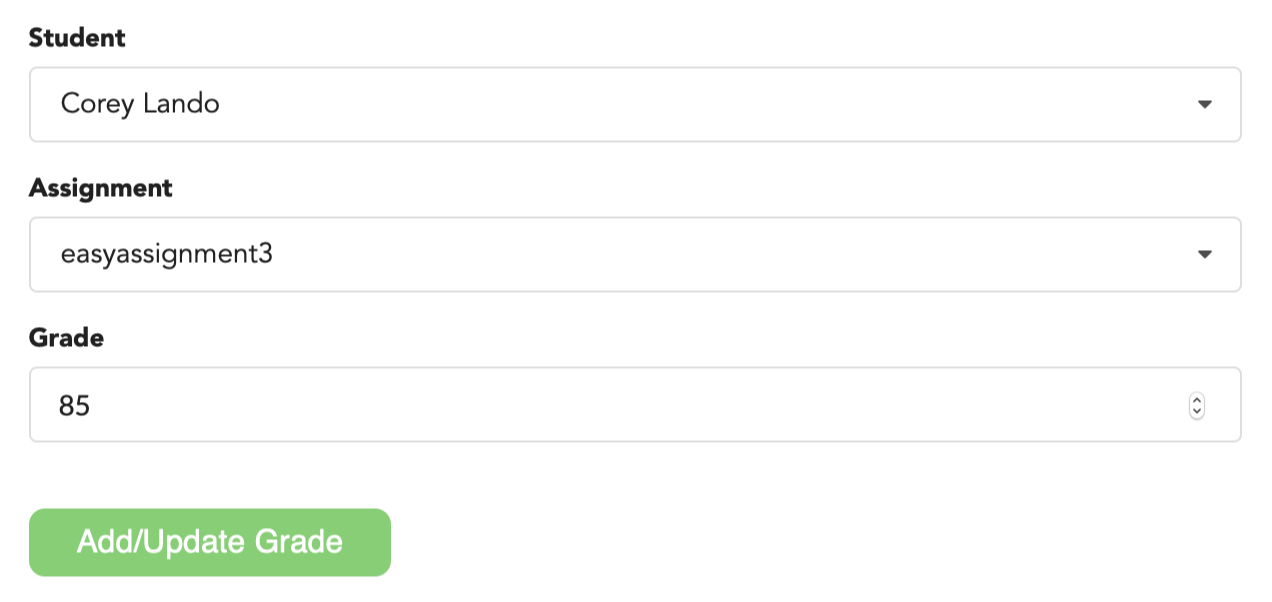 Student
Corey Lando
Assignment
easyassignment3
Grade
85
Add/Update Grade